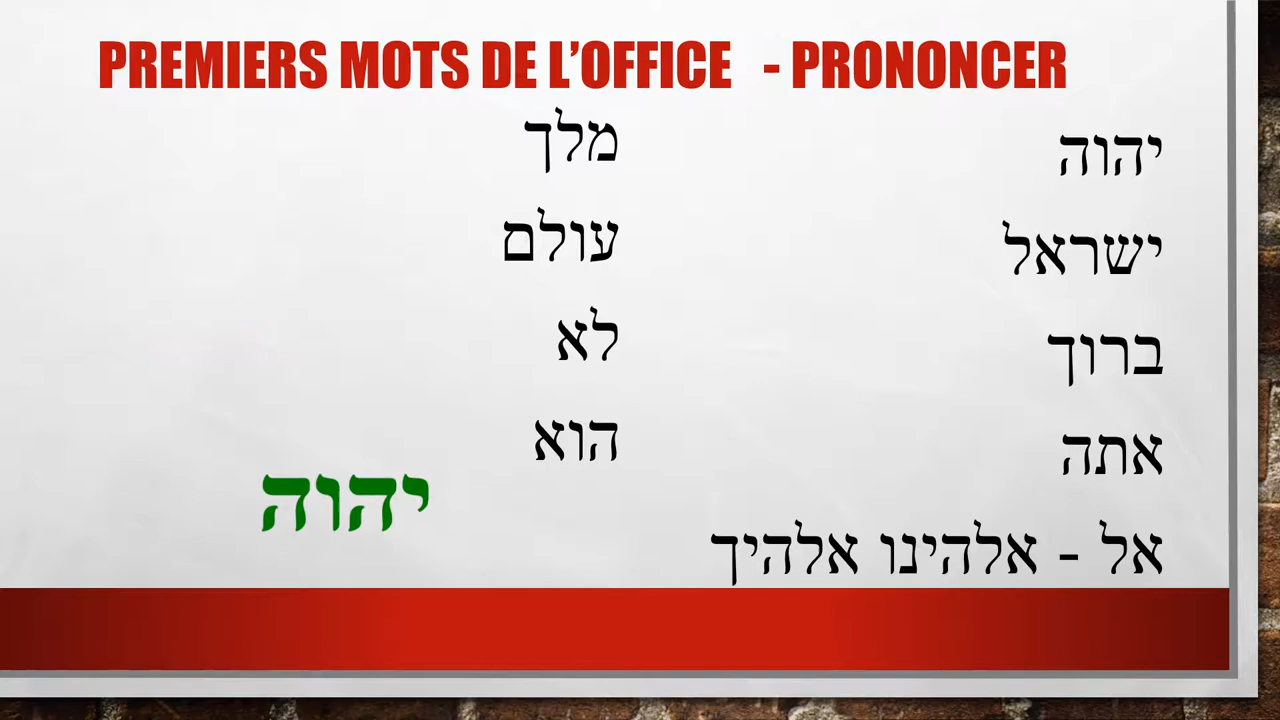 PREMIERS MOTS DE L’OFFICE - PRONONCER
יהוה
ישראל
ברוך
אתה
אל - אלהינו אלהיך
מלך
עולם
לא
הוא
יהוה